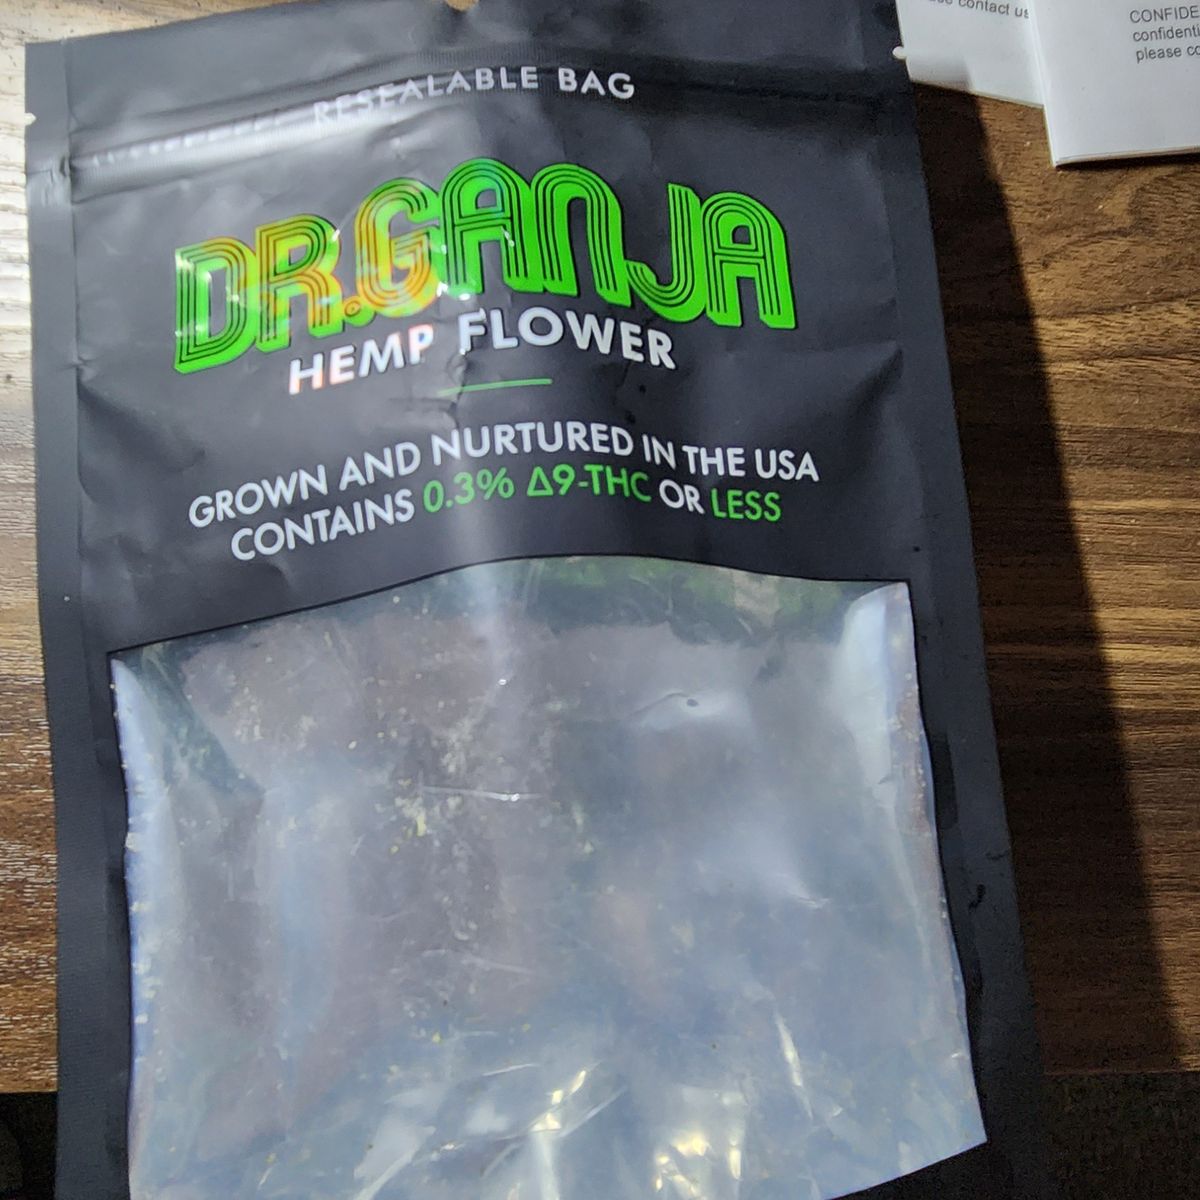 contact us
CONFIDE
confidenti
please co
RESEALABLE BAG
DR.GANJA
HEMP FLOWER
GROWN AND NURTURED IN THE USA
CONTAINS 0.3% Δ9-THC OR LESS